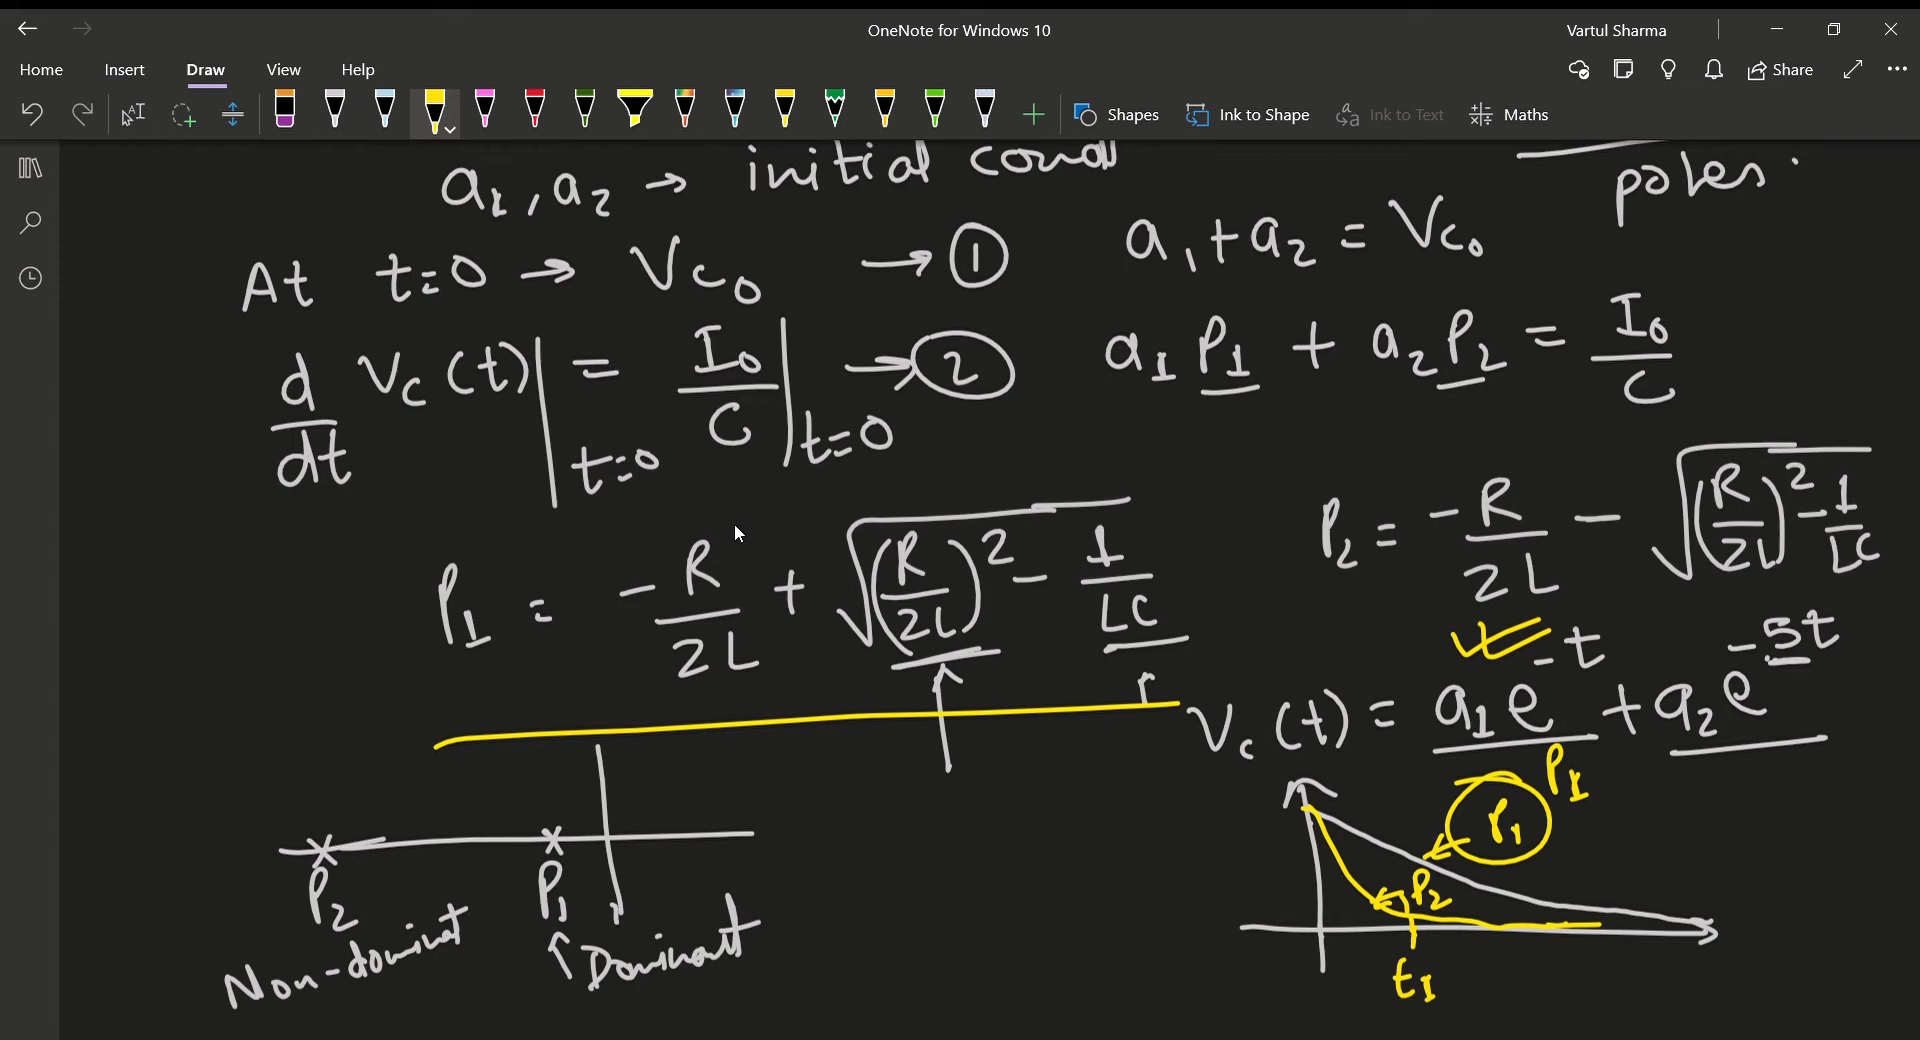 OneNote for Windows 10
Vartul Sharma
Home Insert Draw View Help
Share
Shapes Ink to Shape Ink to Text Maths
a1, a2 → initial cond
poles.
At t=0 → Vc0 → ①
a1 + a2 = Vc0
d/dt Vc(t)|t=0 = I0/C|t=0 → ②
a1 P1 + a2 P2 = I0/C
P1 = -R/2L + √((R/2L)² - 1/LC)
P2 = -R/2L - √((R/2L)² - 1/LC)
Vc(t) = a1 e^-t + a2 e^-5t
P1
P1
P2
t1
P2 P1
Non-dominat
↑ Dominant